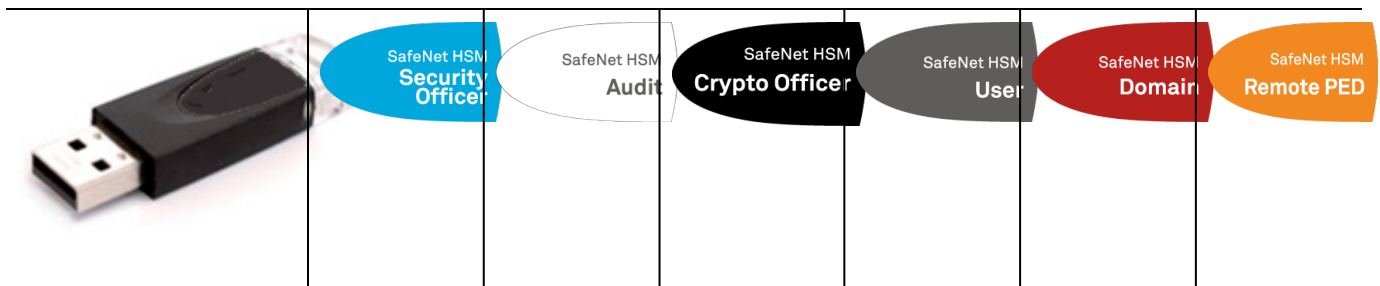 SafeNet HSM
Security
Officer
SafeNet HSM
Audit
SafeNet HSM
Crypto Officer
SafeNet HSM
User
SafeNet HSM
Domain
SafeNet HSM
Remote PED